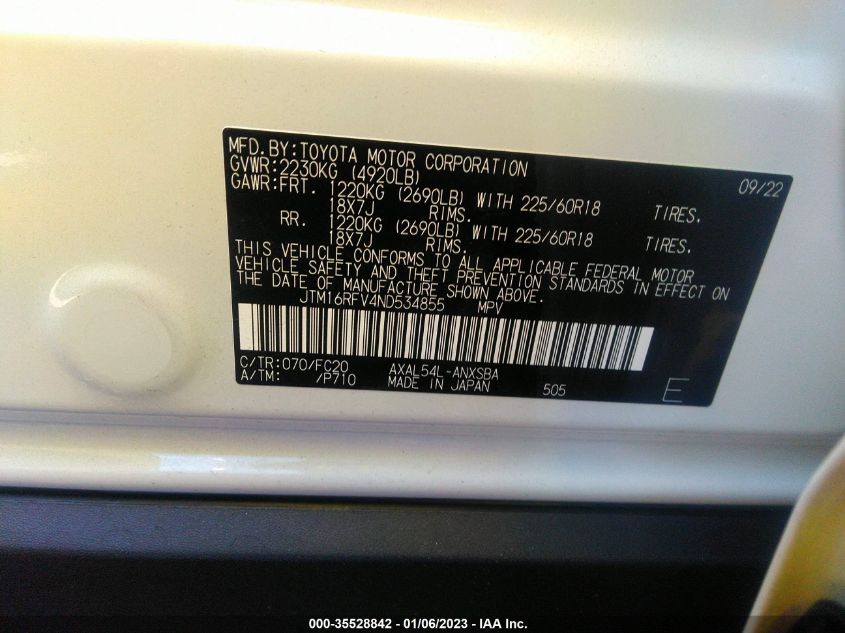 MFD.BY:TOYOTA MOTOR CORPORATION 09/22
GVWR:2230KG (4920LB)
GAWR:FRT. 1220KG (2690LB) WITH 225/60R18 TIRES.
18X7J RIMS.
RR. 1220KG (2690LB) WITH 225/60R18 TIRES.
18X7J RIMS.
THIS VEHICLE CONFORMS TO ALL APPLICABLE FEDERAL MOTOR
VEHICLE SAFETY AND THEFT PREVENTION STANDARDS IN EFFECT ON
THE DATE OF MANUFACTURE SHOWN ABOVE.
JTM16RFV4ND534855 MPV
C/TR:070/FC20 AXAL54L-ANXSBA
A/TM: /P710 MADE IN JAPAN 505 E
000-35528842 - 01/06/2023 - IAA Inc.